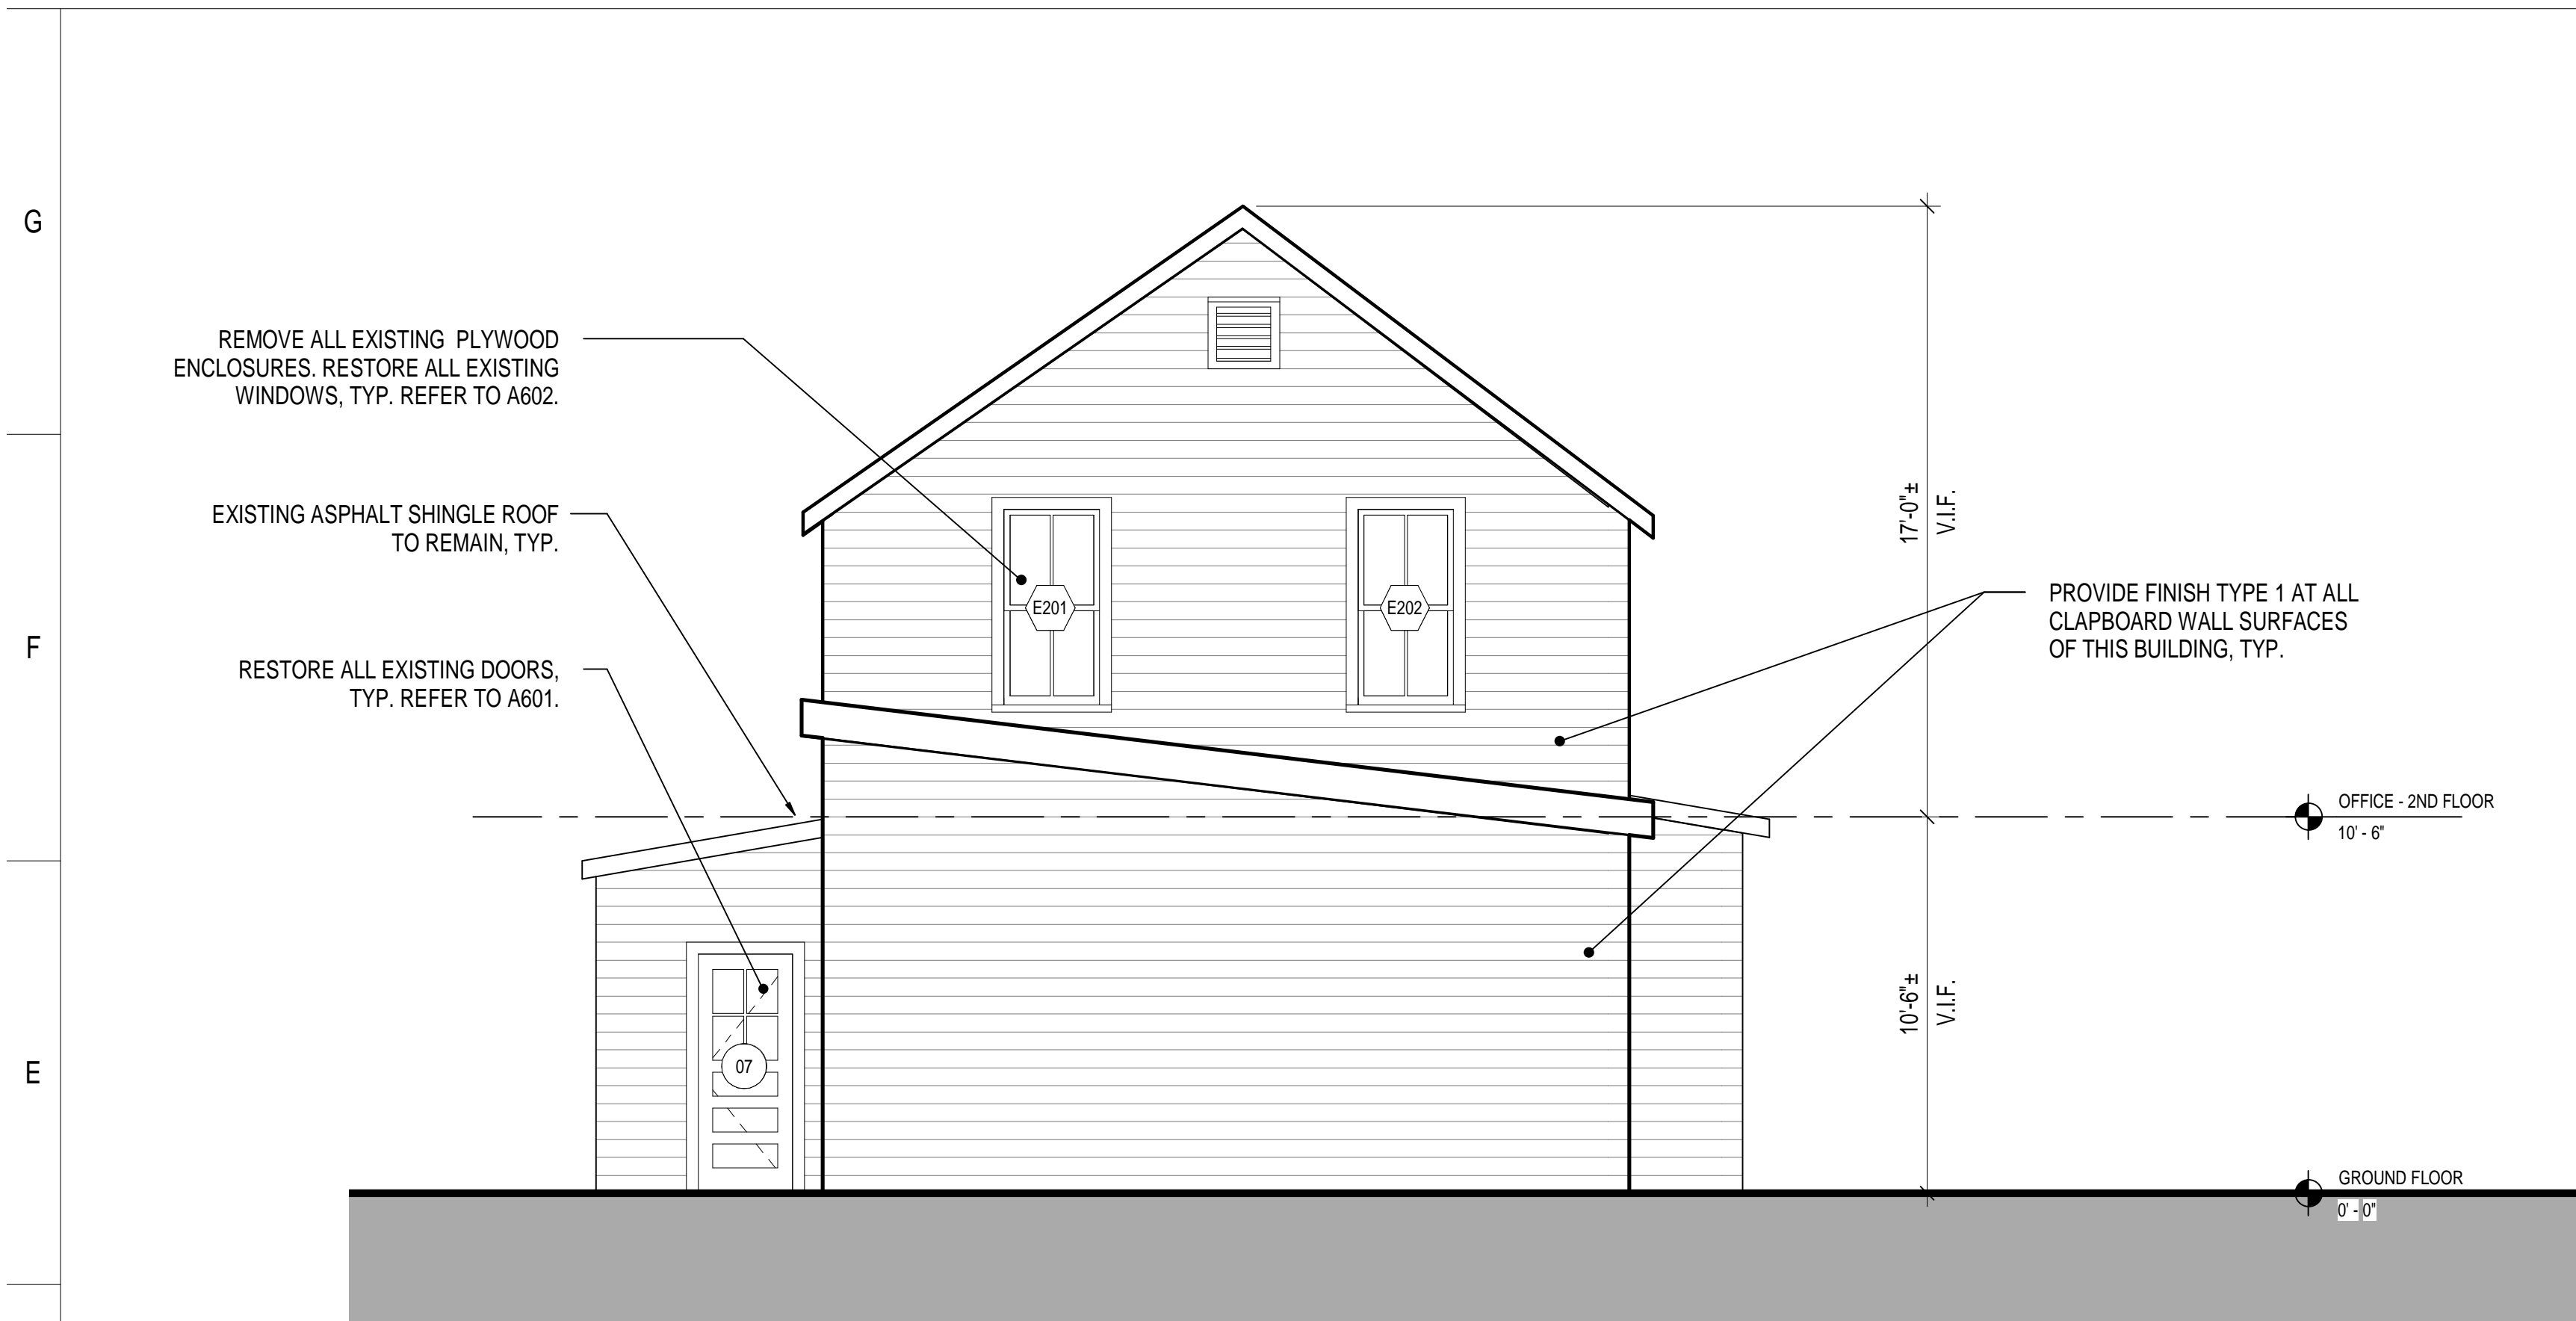 G
REMOVE ALL EXISTING PLYWOOD
ENCLOSURES. RESTORE ALL EXISTING
WINDOWS, TYP. REFER TO A602.
EXISTING ASPHALT SHINGLE ROOF
TO REMAIN, TYP.
F
RESTORE ALL EXISTING DOORS,
TYP. REFER TO A601.
E201
E202
17'-0"±
V.I.F.
PROVIDE FINISH TYPE 1 AT ALL
CLAPBOARD WALL SURFACES
OF THIS BUILDING, TYP.
OFFICE - 2ND FLOOR
10' - 6"
10'-6"±
V.I.F.
E
07
GROUND FLOOR
0' - 0"